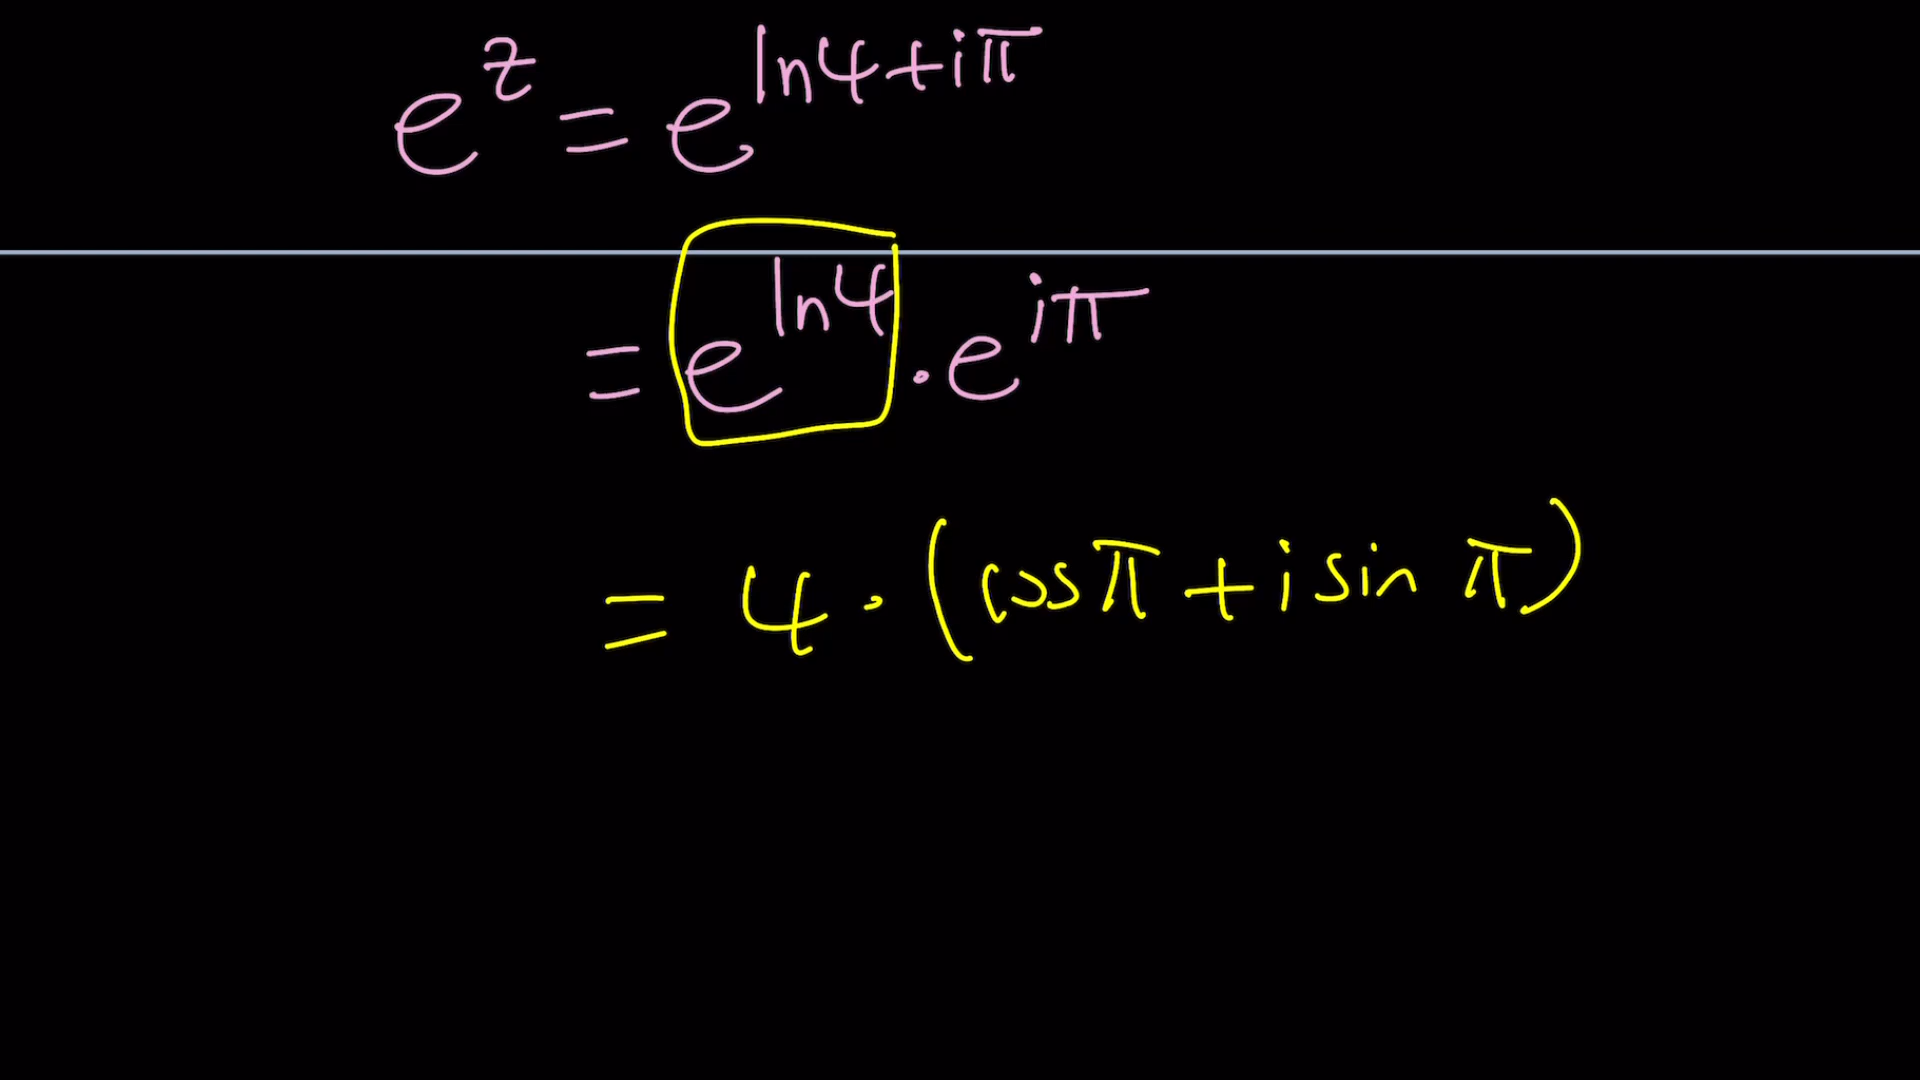 e^z = e^{ln4+iπ}
= e^{ln4} · e^{iπ}
= 4 · (cosπ + i sin π)